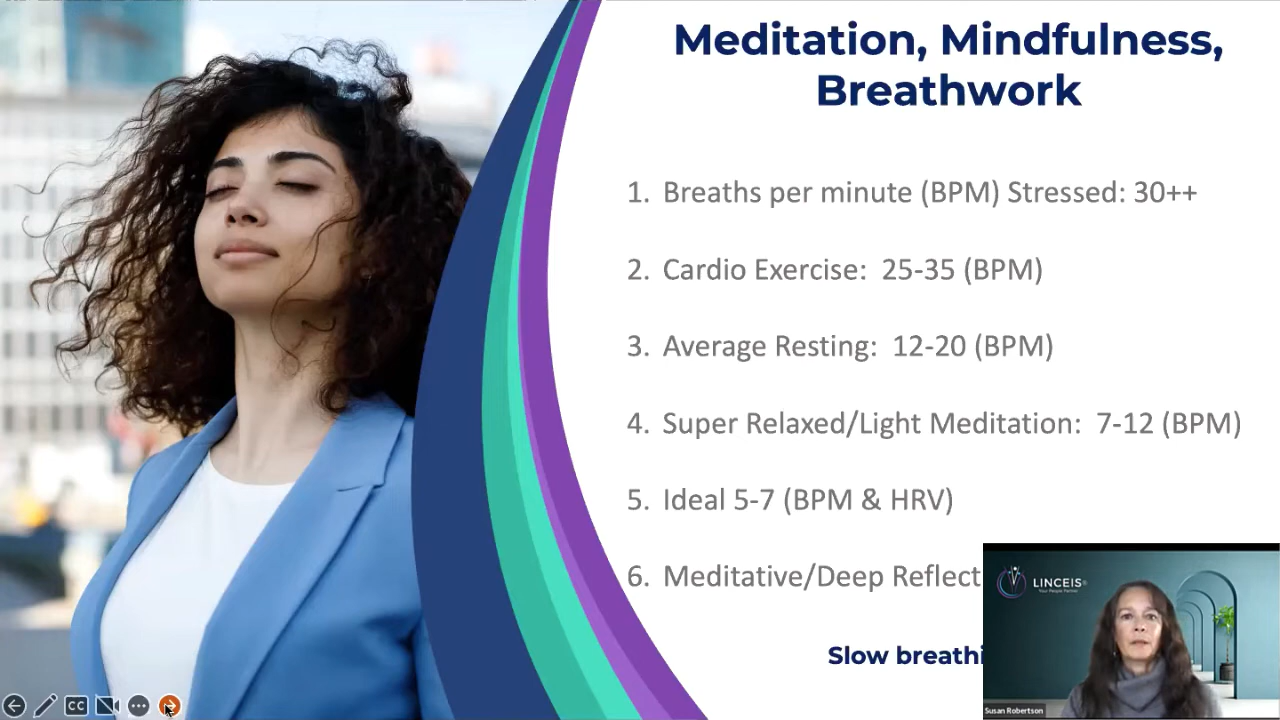 Meditation, Mindfulness,
Breathwork
1. Breaths per minute (BPM) Stressed: 30++
2. Cardio Exercise: 25-35 (BPM)
3. Average Resting: 12-20 (BPM)
4. Super Relaxed/Light Meditation: 7-12 (BPM)
5. Ideal 5-7 (BPM & HRV)
6. Meditative/Deep Reflect
Slow breathi
LINCEIS
Your People Partner
Susan Robertson
CC